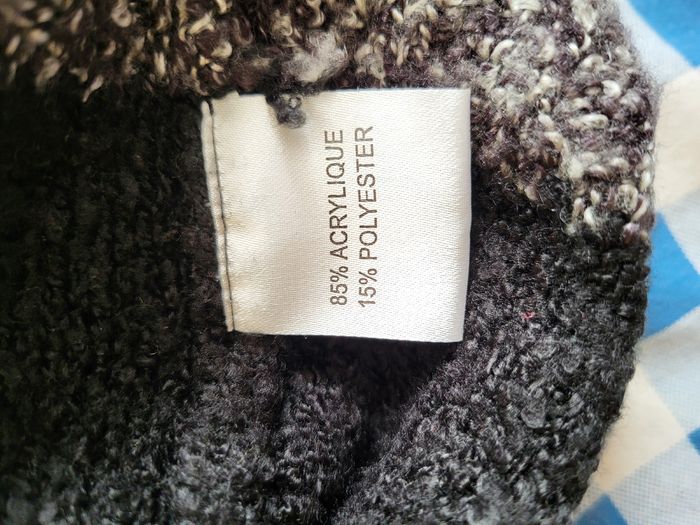 85% ACRYLIQUE
15% POLYESTER